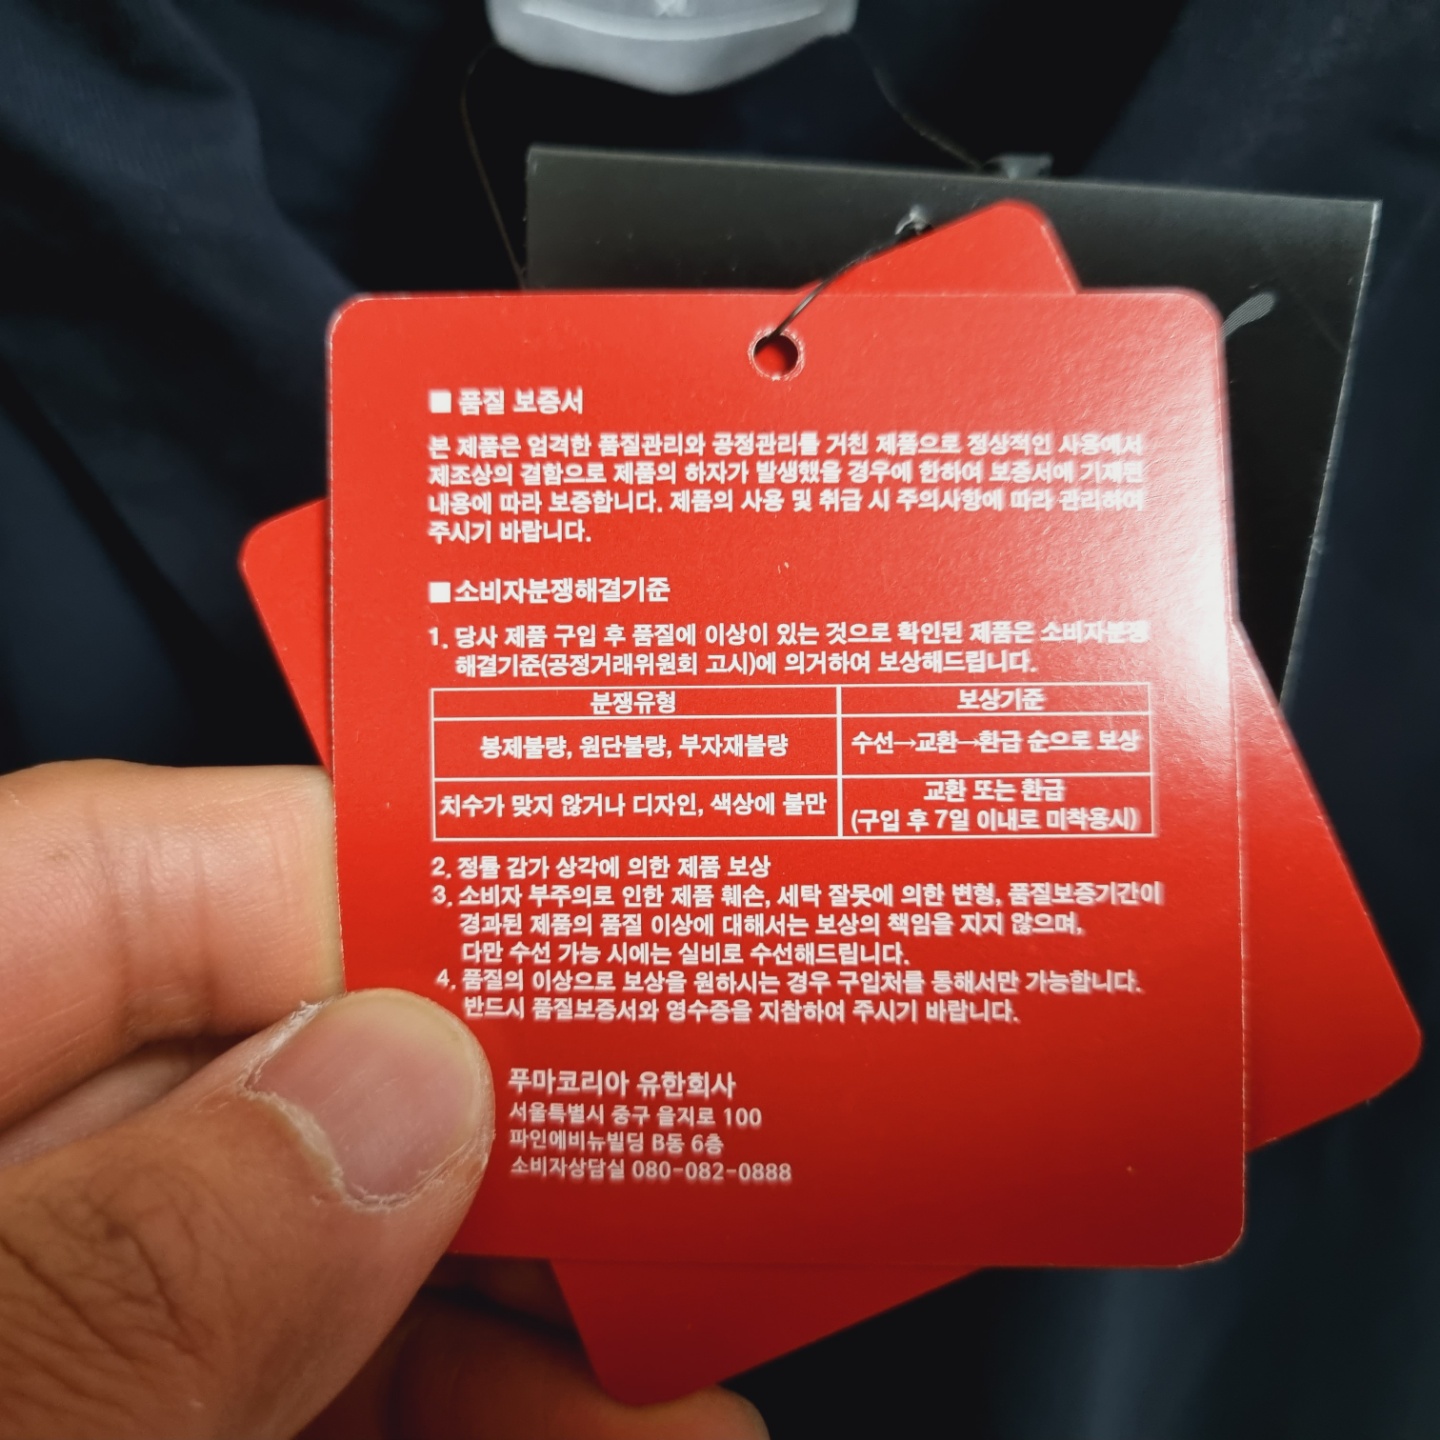 ■ 품질 보증서
본 제품은 엄격한 품질관리와 공정관리를 거친 제품으로 정상적인 사용에서
제조상의 결함으로 제품의 하자가 발생했을 경우에 한하여 보증서에 기재된
내용에 따라 보증합니다. 제품의 사용 및 취급 시 주의사항에 따라 관리하여
주시기 바랍니다.
■ 소비자분쟁해결기준
1. 당사 제품 구입 후 품질에 이상이 있는 것으로 확인된 제품은 소비자분쟁
해결기준(공정거래위원회 고시)에 의거하여 보상해드립니다.
분쟁유형 보상기준
봉제불량, 원단불량, 부자재불량 수선→교환→환급 순으로 보상
치수가 맞지 않거나 디자인, 색상에 불만 교환 또는 환급
(구입 후 7일 이내로 미착용시)
2. 정률 감가 상각에 의한 제품 보상
3. 소비자 부주의로 인한 제품 훼손, 세탁 잘못에 의한 변형, 품질보증기간이
경과된 제품의 품질 이상에 대해서는 보상의 책임을 지지 않으며,
다만 수선 가능 시에는 실비로 수선해드립니다.
4. 품질의 이상으로 보상을 원하시는 경우 구입처를 통해서만 가능합니다.
반드시 품질보증서와 영수증을 지참하여 주시기 바랍니다.
푸마코리아 유한회사
서울특별시 중구 을지로 100
파인에비뉴빌딩 B동 6층
소비자상담실 080-082-0888